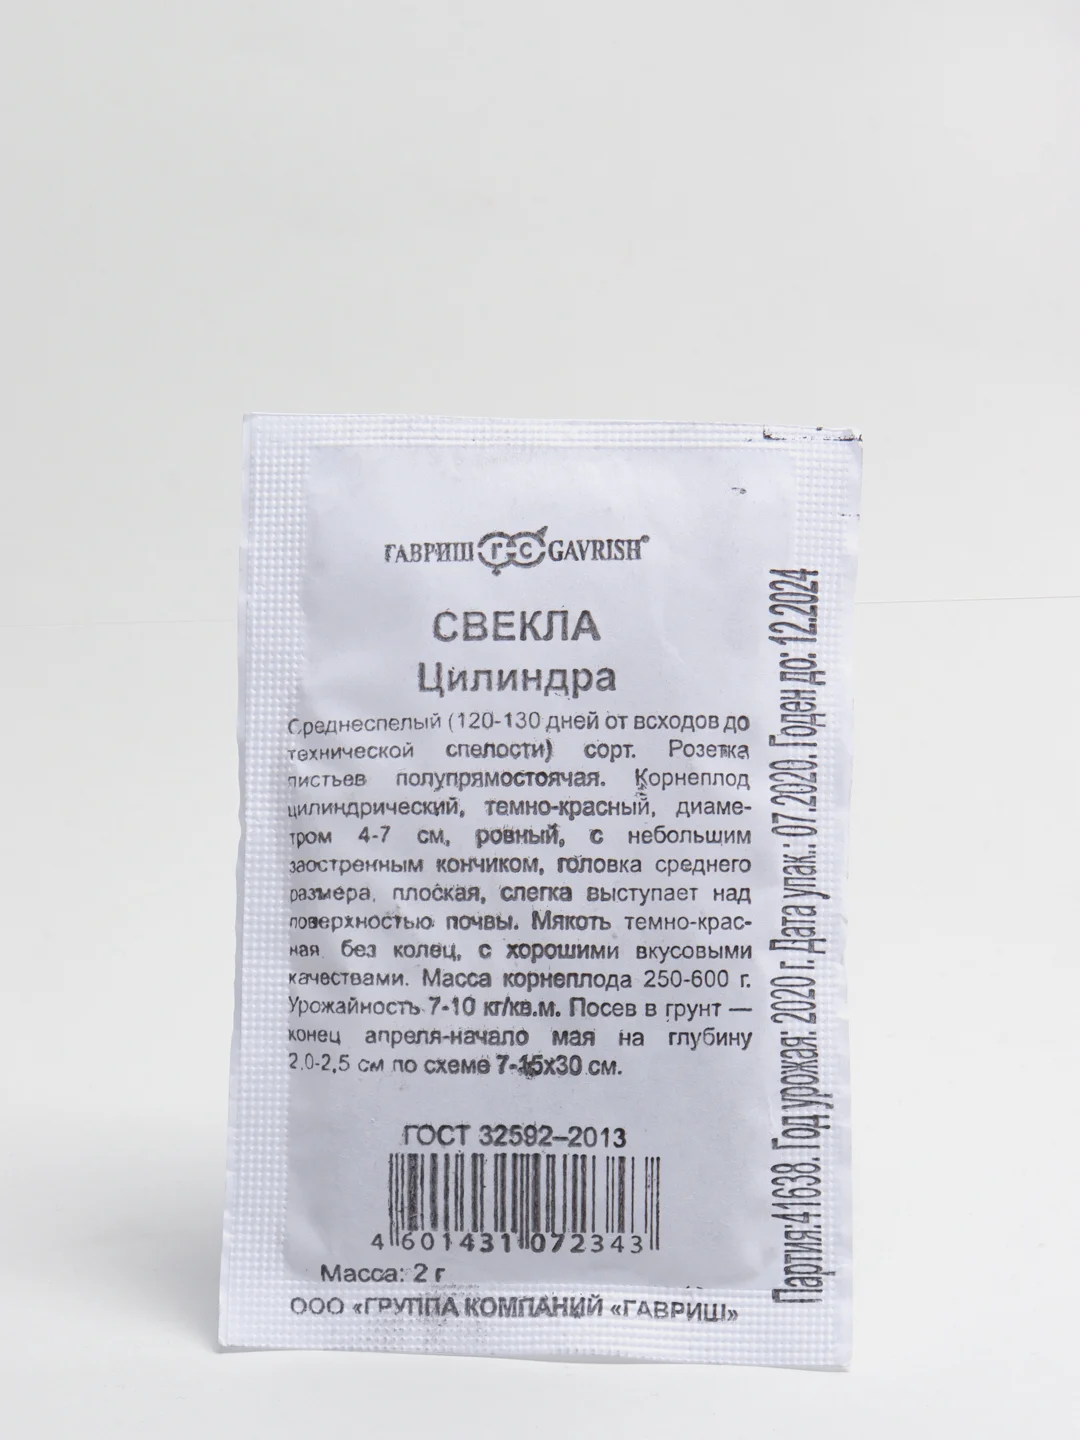 ГАВРИШ г-с GAVRISH®
СВЕКЛА
Цилиндра
Среднеспелый (120-130 дней от всходов до
технической спелости) сорт. Розетка
листьев полупрямостоячая. Корнеплод
цилиндрический, темно-красный, диаме-
тром 4-7 см, ровный, с небольшим
заостренным кончиком, головка среднего
размера, плоская, слегка выступает над
поверхностью почвы. Мякоть темно-крас-
ная без колец, с хорошими вкусовыми
качествами. Масса корнеплода 250-600 г.
Урожайность 7-10 кг/кв.м. Посев в грунт —
конец апреля-начало мая на глубину
2.0-2,5 см по схеме 7-15х30 см.
ГОСТ 32592–2013
4 601431 072343
Масса: 2 г
ООО «ГРУППА КОМПАНИЙ «ГАВРИШ»
Партия:41638. Год урожая: 2020 г. Дата упак.: 07.2020. Годен до: 12.2024